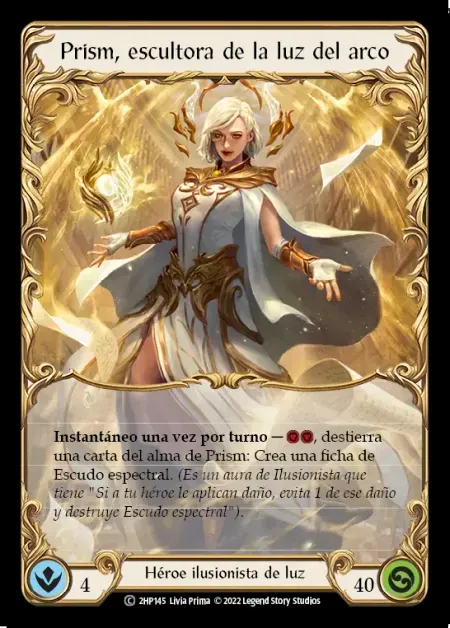 Prism, escultora de la luz del arco
Instantáneo una vez por turno — , destierra
una carta del alma de Prism: Crea una ficha de
Escudo espectral. (Es un aura de Ilusionista que
tiene "Si a tu héroe le aplican daño, evita 1 de ese daño
y destruye Escudo espectral").
4
Héroe ilusionista de luz
40
C 2HP145 Livia Prima © 2022 Legend Story Studios